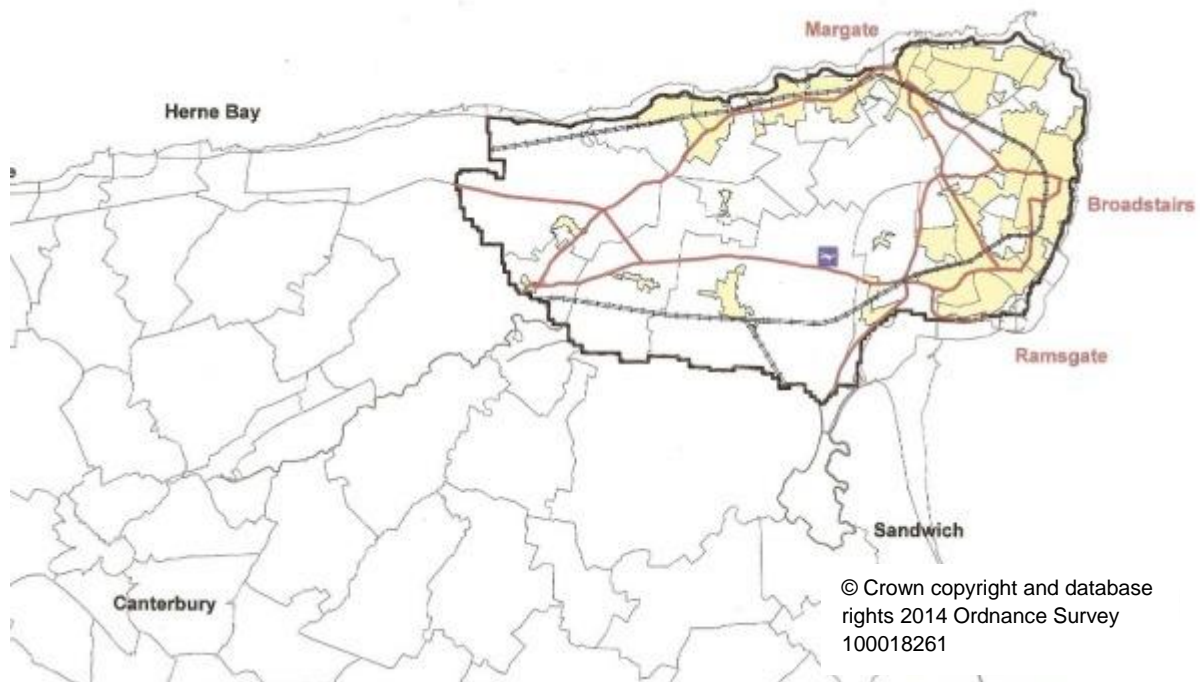 Margate
Herne Bay
Broadstairs
Ramsgate
Sandwich
Canterbury
© Crown copyright and database
rights 2014 Ordnance Survey
100018261